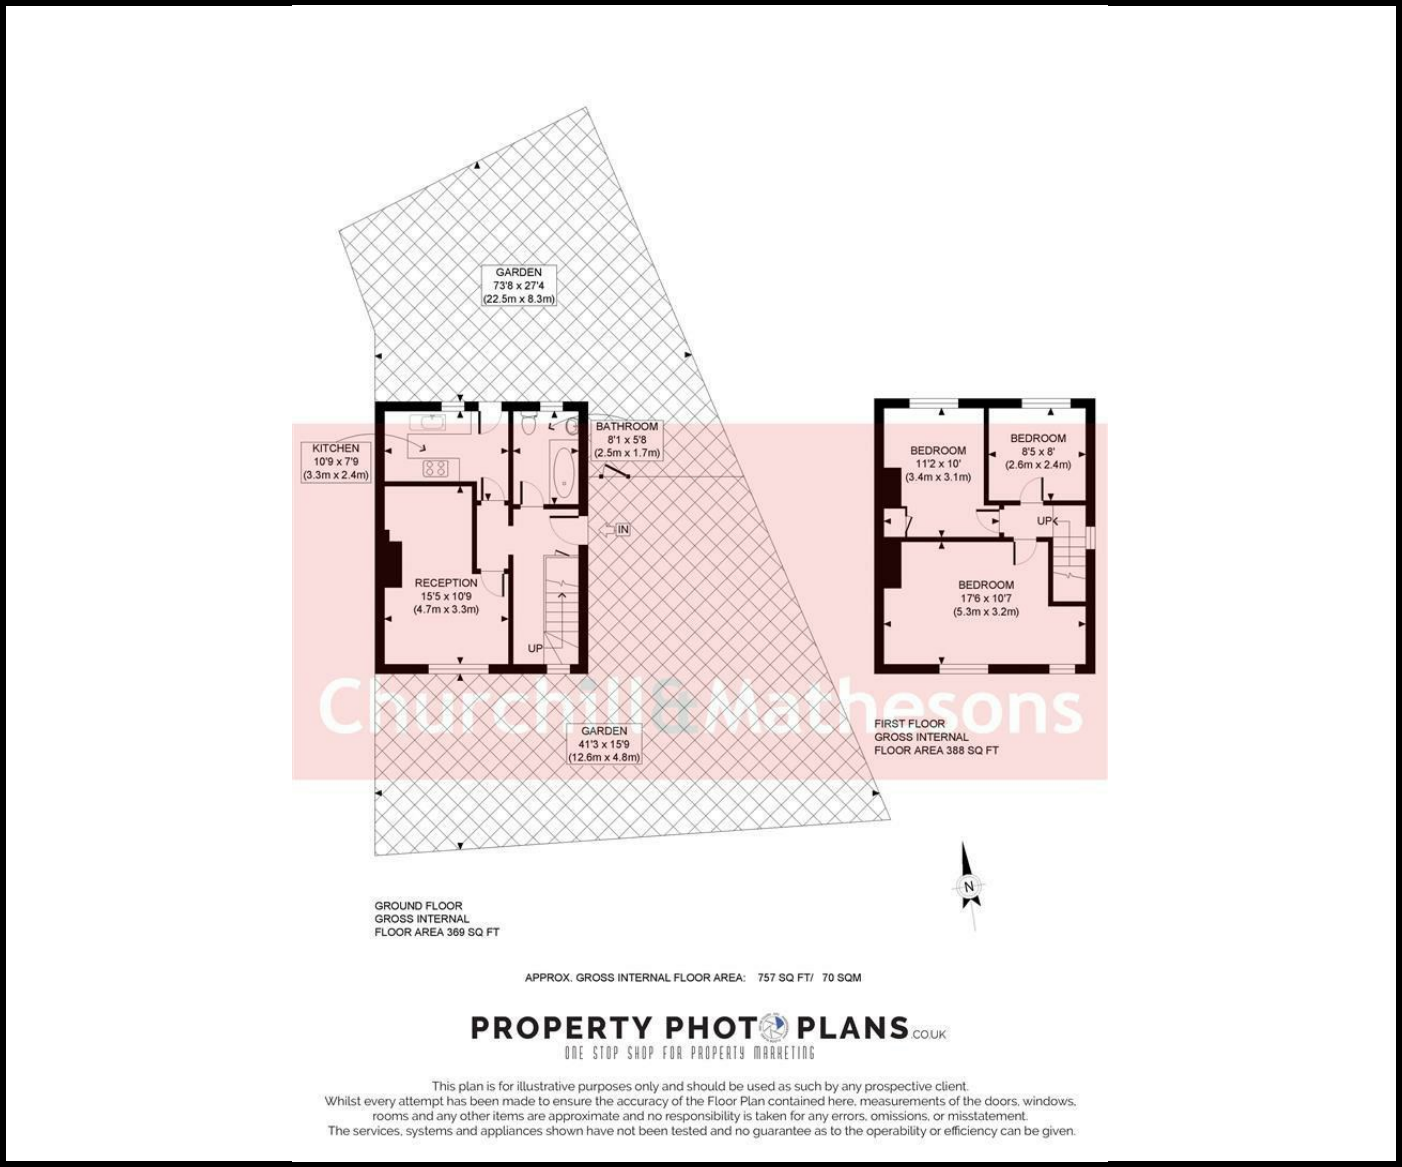 GARDEN
73'8 x 27'4
(22.5m x 8.3m)
KITCHEN
10'9 x 7'9
(3.3m x 2.4m)
BATHROOM
8'1 x 5'8
(2.5m x 1.7m)
IN
RECEPTION
15'5 x 10'9
(4.7m x 3.3m)
UP
BEDROOM
11'2 x 10'
(3.4m x 3.1m)
BEDROOM
8'5 x 8'
(2.6m x 2.4m)
UP
BEDROOM
17'6 x 10'7
(5.3m x 3.2m)
Churchill & Mathesons
GARDEN
41'3 x 15'9
(12.6m x 4.8m)
FIRST FLOOR
GROSS INTERNAL
FLOOR AREA 388 SQ FT
N
GROUND FLOOR
GROSS INTERNAL
FLOOR AREA 369 SQ FT
APPROX. GROSS INTERNAL FLOOR AREA: 757 SQ FT/ 70 SQM
PROPERTY PHOTO PLANS.CO.UK
ONE STOP SHOP FOR PROPERTY MARKETING
This plan is for illustrative purposes only and should be used as such by any prospective client.
Whilst every attempt has been made to ensure the accuracy of the Floor Plan contained here, measurements of the doors, windows,
rooms and any other items are approximate and no responsibility is taken for any errors, omissions, or misstatement.
The services, systems and appliances shown have not been tested and no guarantee as to the operability or efficiency can be given.